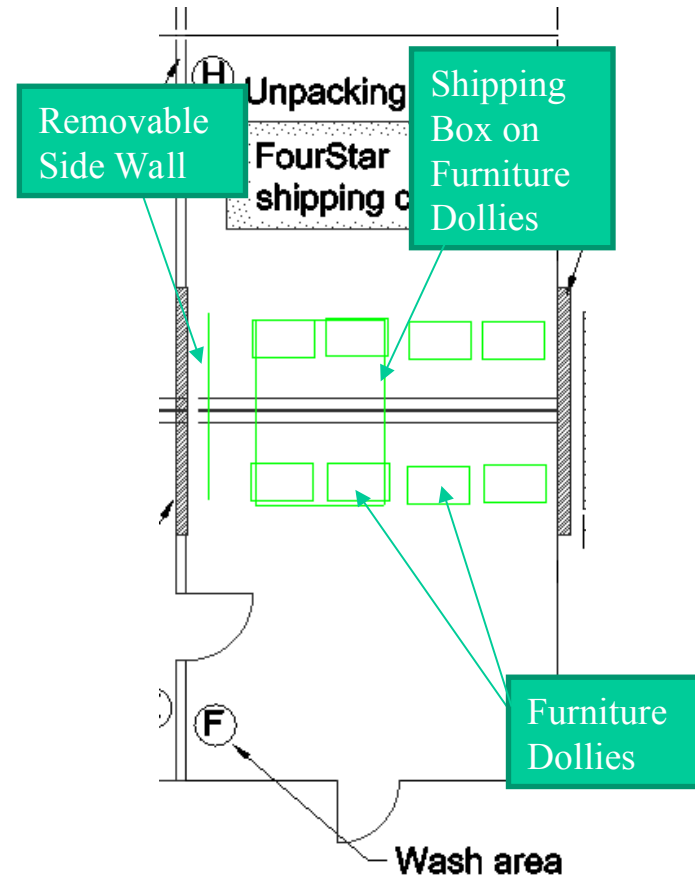 H
Unpacking
Removable
Side Wall
Shipping
Box on
Furniture
Dollies
FourStar
shipping c
F
Furniture
Dollies
Wash area